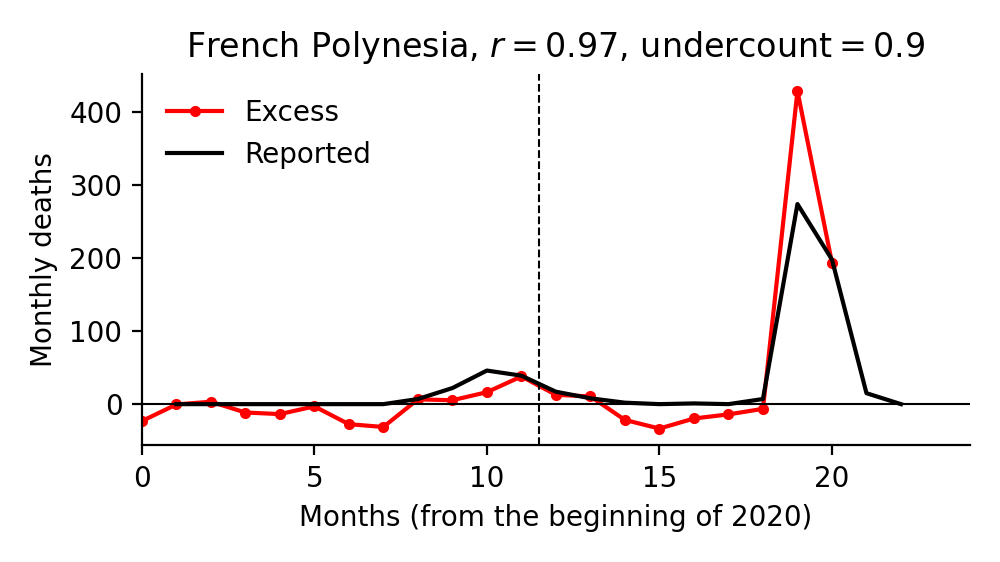 French Polynesia, r = 0.97, undercount = 0.9
Excess
Reported
Monthly deaths
400
300
200
100
0
0 5 10 15 20
Months (from the beginning of 2020)